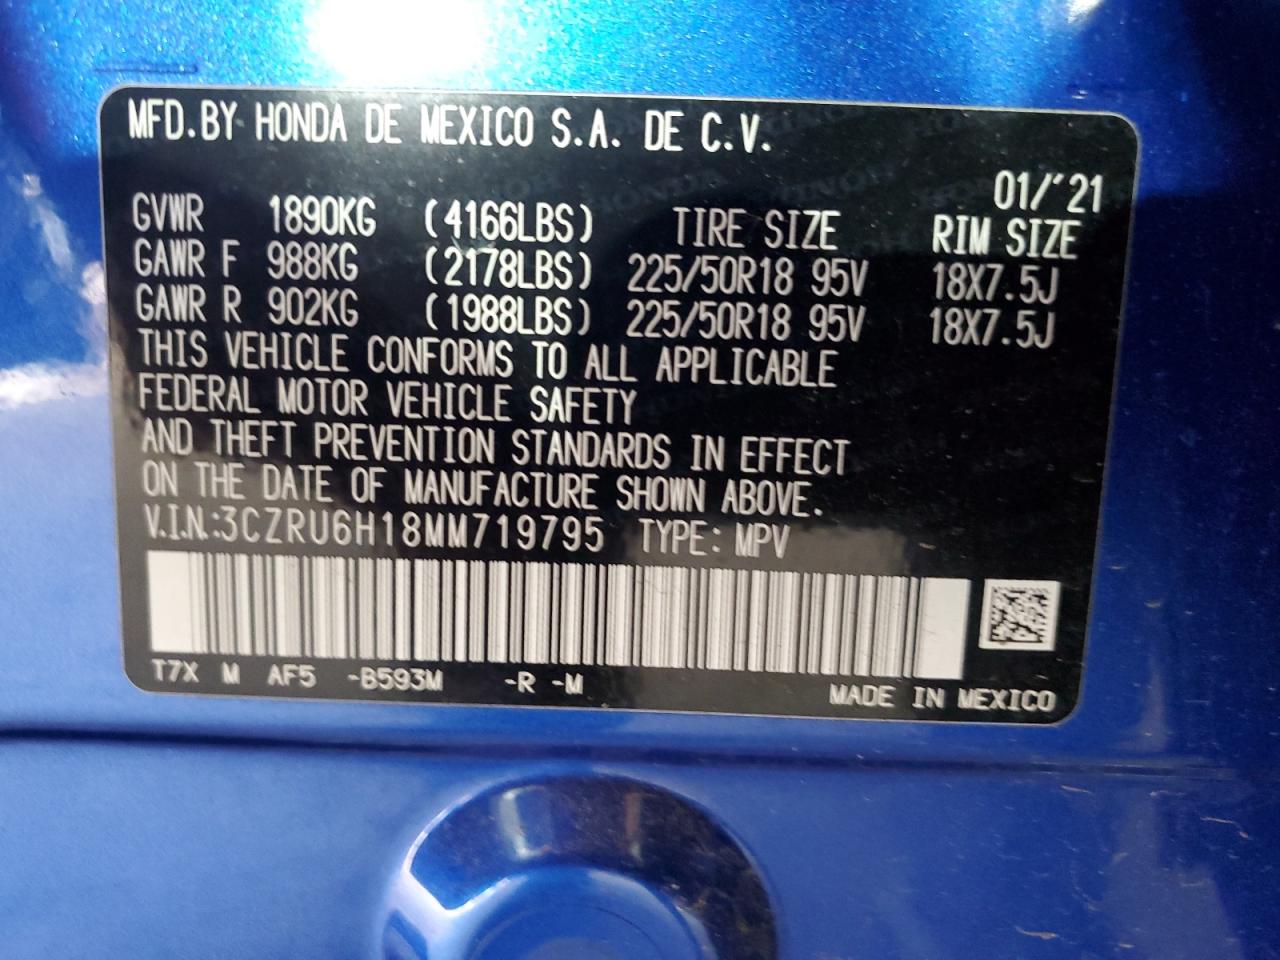 MFD.BY HONDA DE MEXICO S.A. DE C.V.
01/'21
GVWR 1890KG (4166LBS) TIRE SIZE RIM SIZE
GAWR F 988KG (2178LBS) 225/50R18 95V 18X7.5J
GAWR R 902KG (1988LBS) 225/50R18 95V 18X7.5J
THIS VEHICLE CONFORMS TO ALL APPLICABLE
FEDERAL MOTOR VEHICLE SAFETY
AND THEFT PREVENTION STANDARDS IN EFFECT
ON THE DATE OF MANUFACTURE SHOWN ABOVE.
V.I.N.:3CZRU6H18MM719795 TYPE: MPV
T7X M AF5 -B593M -R -M
MADE IN MEXICO